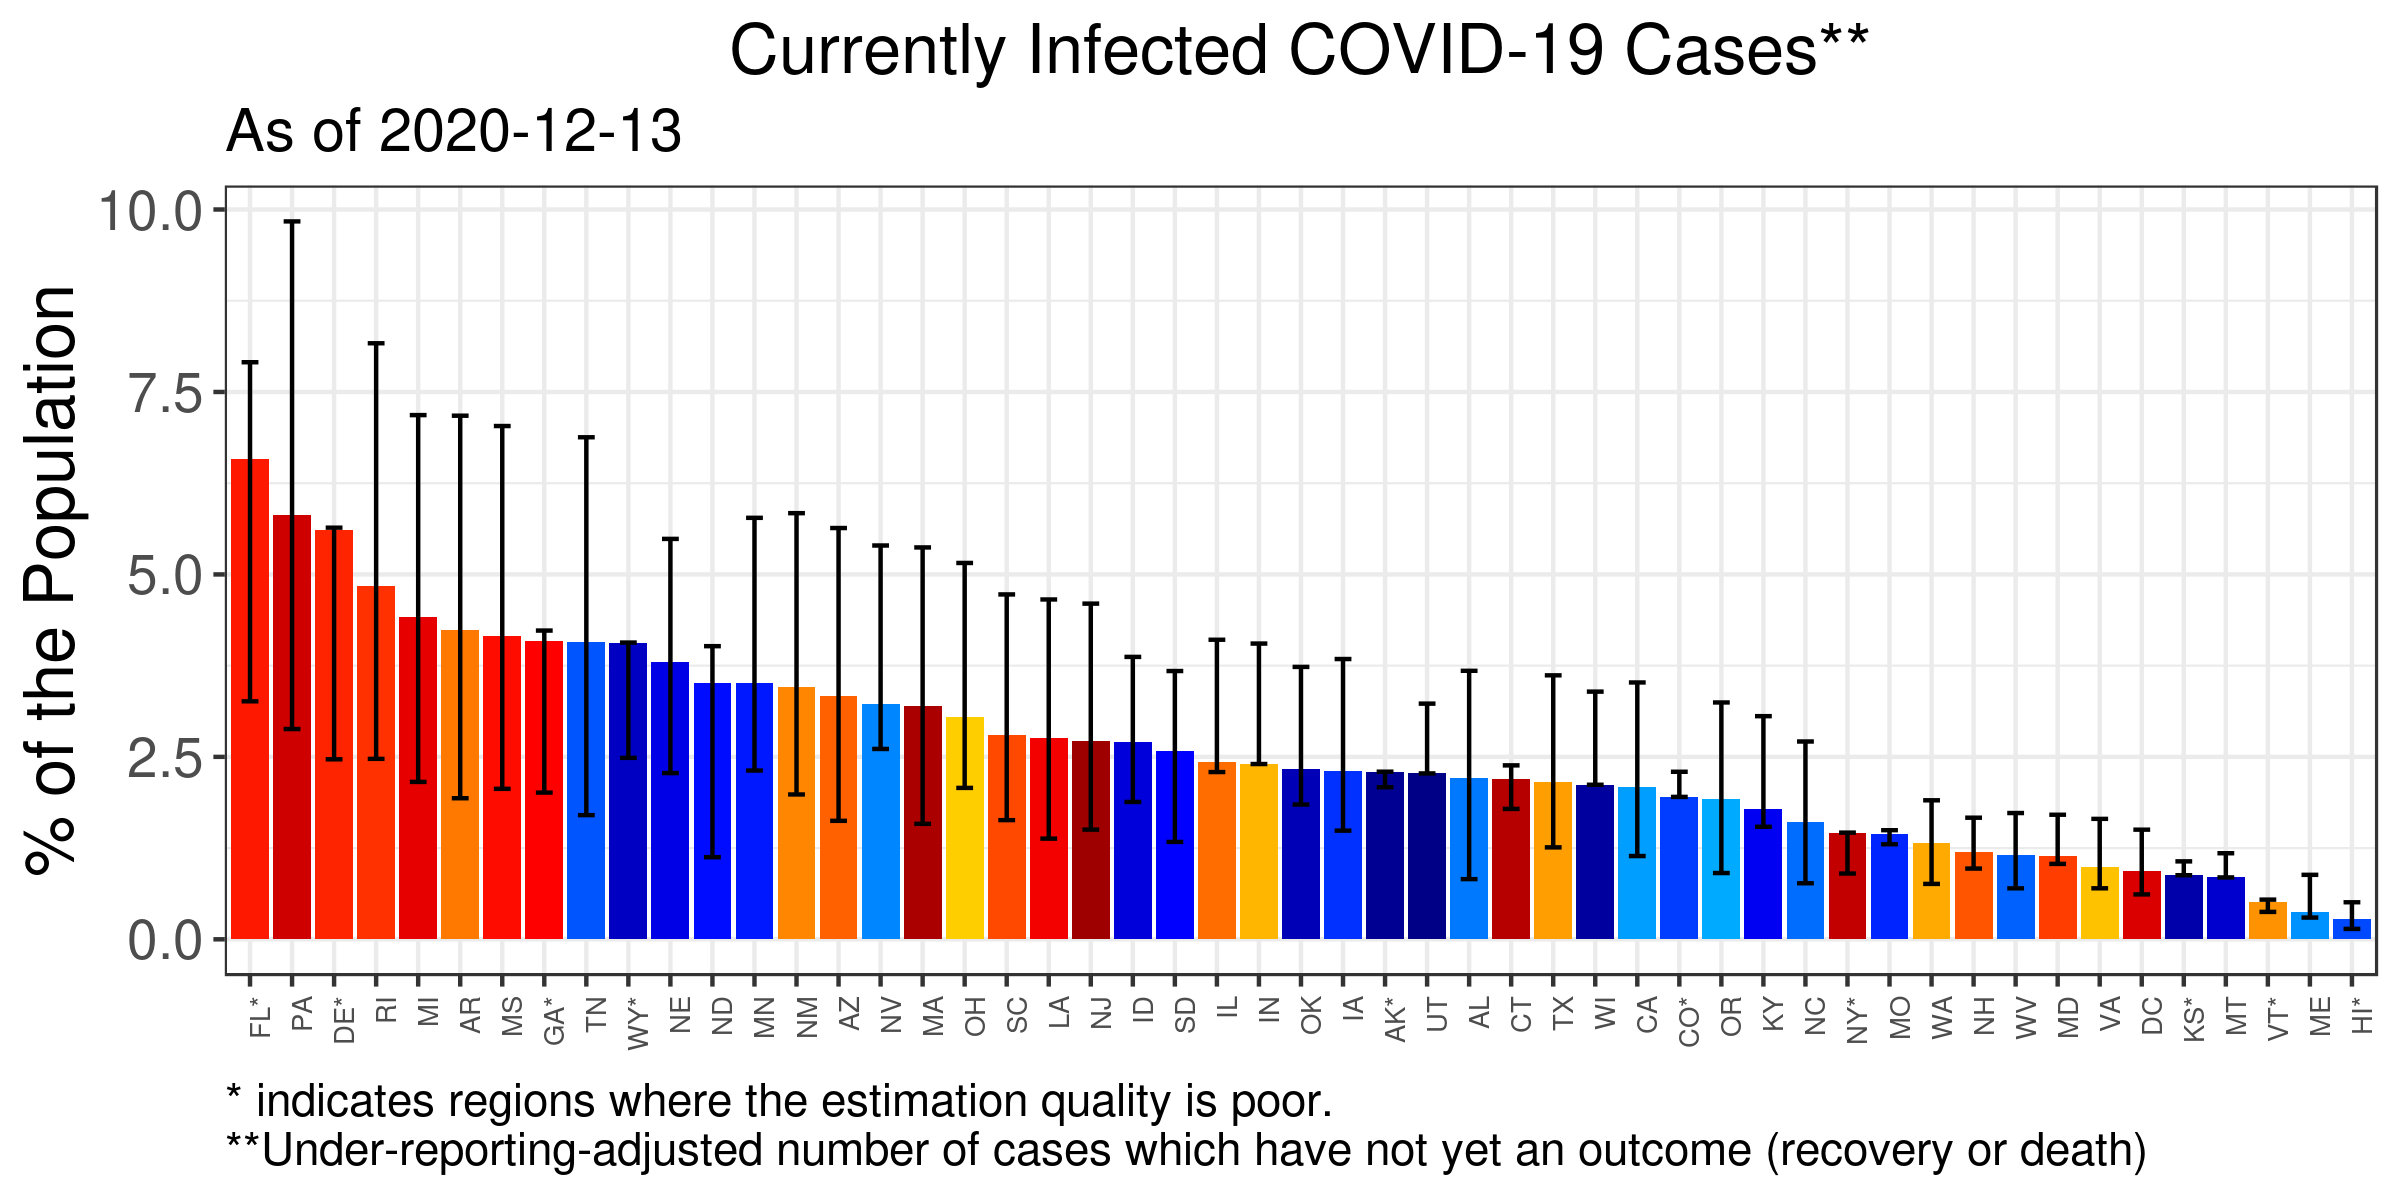 Currently Infected COVID-19 Cases**
As of 2020-12-13
% of the Population
10.0
7.5
5.0
2.5
0.0
FL* PA DE* RI MI AR MS GA* TN WY* NE ND MN NM AZ NV MA OH SC LA NJ ID SD IL IN OK IA AK* UT AL CT TX WI CA CO* OR KY NC NY* MO WA NH WV MD VA DC KS* MT VT* ME HI*
* indicates regions where the estimation quality is poor.
**Under-reporting-adjusted number of cases which have not yet an outcome (recovery or death)